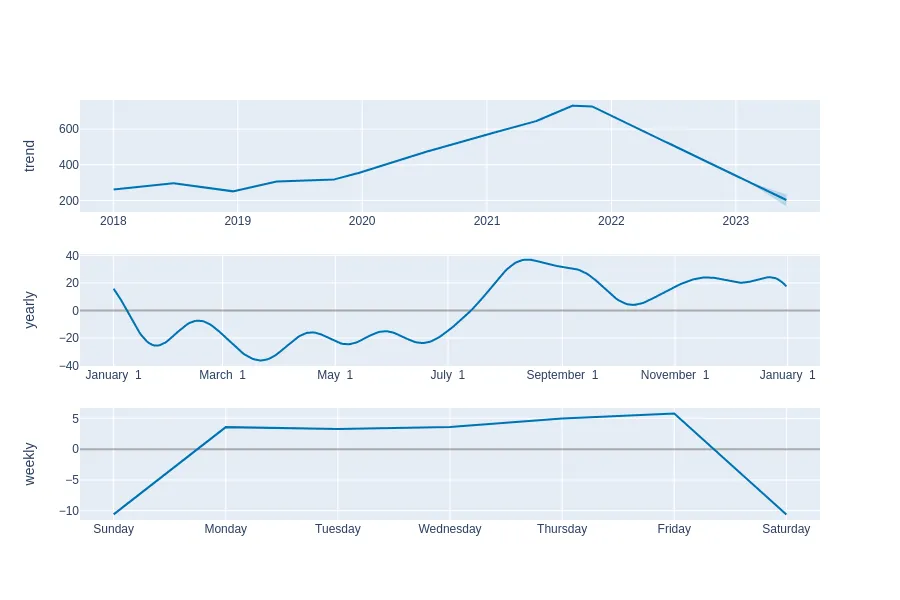 trend
600
400
200
2018 2019 2020 2021 2022 2023
yearly
40
20
0
−20
−40
January 1 March 1 May 1 July 1 September 1 November 1 January 1
weekly
5
0
−5
−10
Sunday Monday Tuesday Wednesday Thursday Friday Saturday